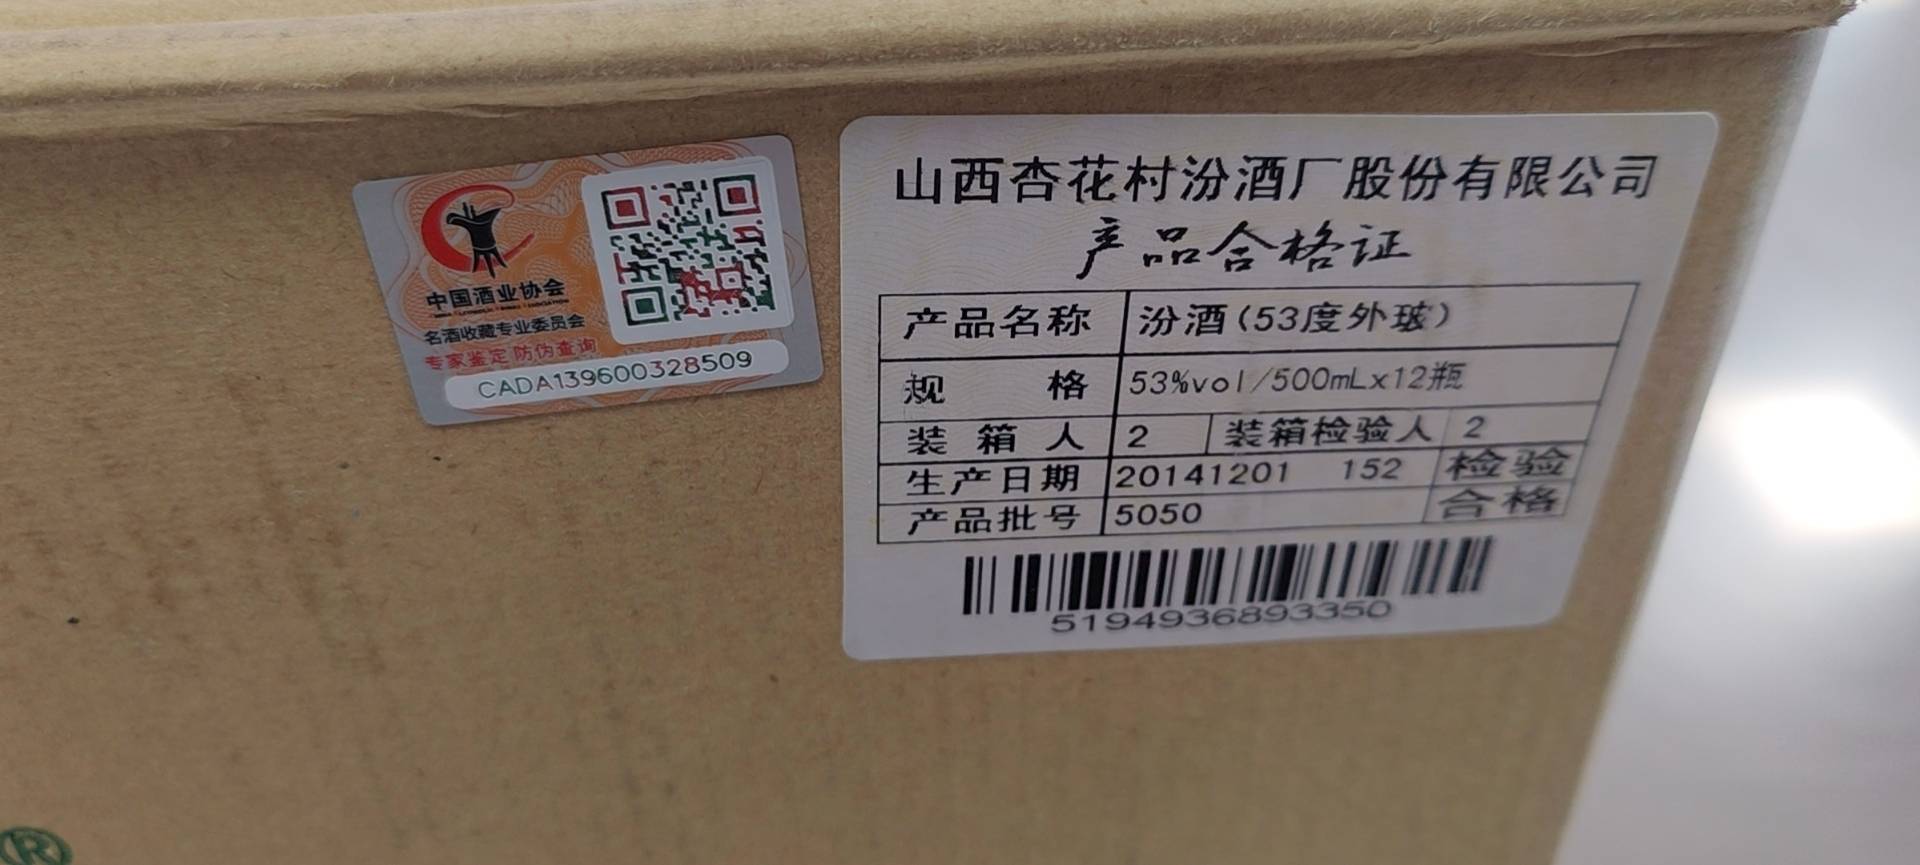 中国酒业协会
名酒收藏专业委员会
专家鉴定 防伪查询
CADA139600328509
山西杏花村汾酒厂股份有限公司
产品合格证
产品名称 汾酒(53度外玻)
规格 53%vol/500mLx12瓶
装箱人 2 装箱检验人 2
生产日期 20141201 152 检验
产品批号 5050 合格
5194936893350
®